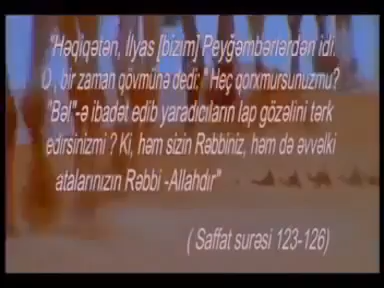 "Həqiqətən, İlyas [bizim] Peyğəmbərlərdən idi.
O, bir zaman qövmünə dedi: " Heç qorxmursunuzmu?
"Bəl"-ə ibadət edib yaradıcıların lap gözəlini tərk
edirsinizmi ? Ki, həm sizin Rəbbiniz, həm də əvvəlki
atalarınızın Rəbbi -Allahdır"
( Saffat surəsi 123-126)